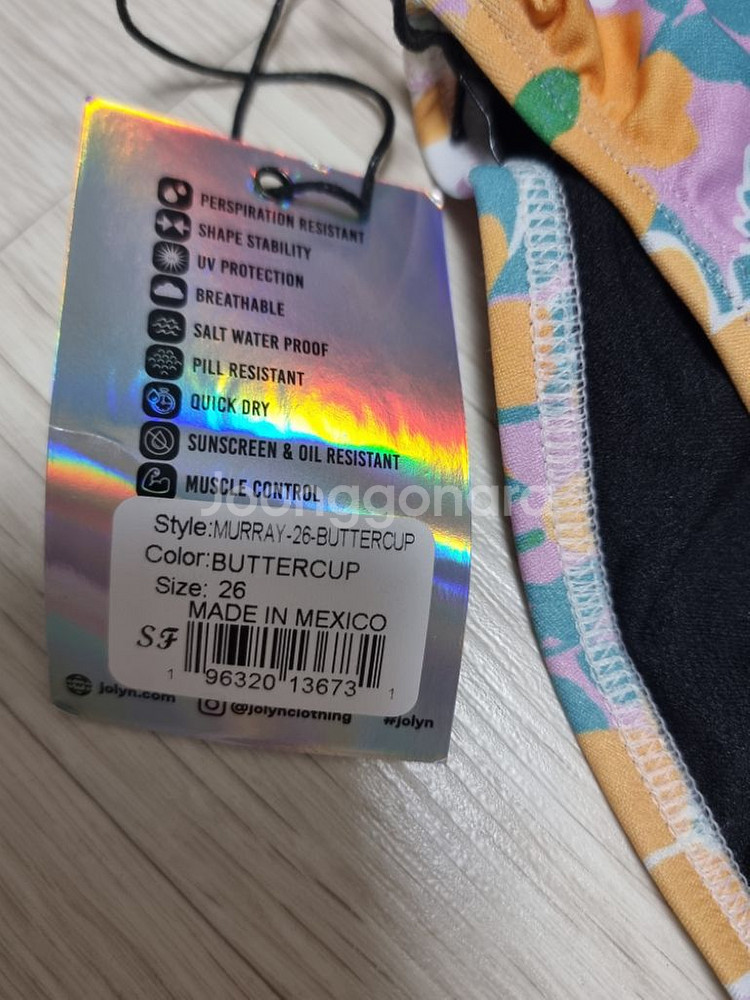 PERSPIRATION RESISTANT
SHAPE STABILITY
UV PROTECTION
BREATHABLE
SALT WATER PROOF
PILL RESISTANT
QUICK DRY
SUNSCREEN & OIL RESISTANT
MUSCLE CONTROL
Joonggonara
Style:MURRAY-26-BUTTERCUP
Color:BUTTERCUP
Size: 26
MADE IN MEXICO
SF
1 96320 13673 1
jolyn.com @jolynclothing #jolyn